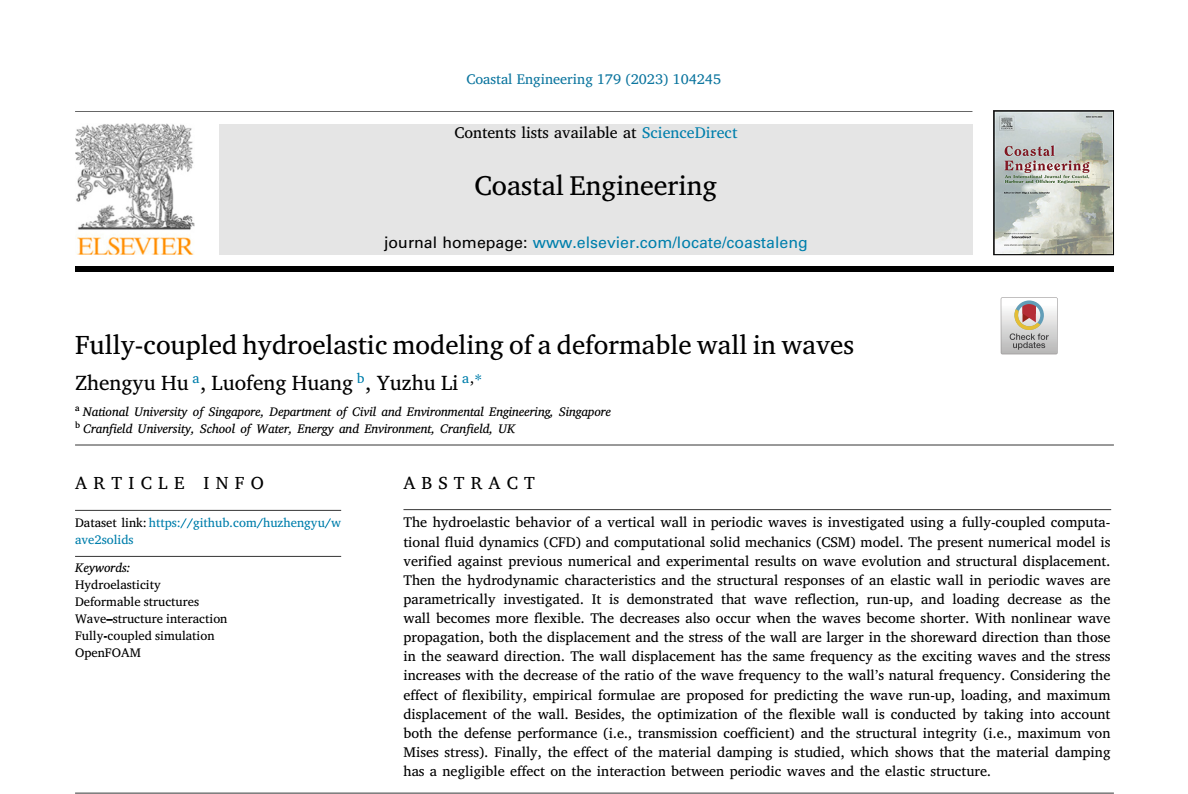 Coastal Engineering 179 (2023) 104245
Contents lists available at ScienceDirect
Coastal Engineering
journal homepage: www.elsevier.com/locate/coastaleng
ELSEVIER
Coastal
Engineering
An International Journal for Coastal,
Harbour and Offshore Engineers
Check for
updates
Fully-coupled hydroelastic modeling of a deformable wall in waves
Zhengyu Hu a, Luofeng Huang b, Yuzhu Li a,*
a National University of Singapore, Department of Civil and Environmental Engineering, Singapore
b Cranfield University, School of Water, Energy and Environment, Cranfield, UK
ARTICLE INFO
Dataset link: https://github.com/huzhengyu/w
ave2solids
Keywords:
Hydroelasticity
Deformable structures
Wave–structure interaction
Fully-coupled simulation
OpenFOAM
ABSTRACT
The hydroelastic behavior of a vertical wall in periodic waves is investigated using a fully-coupled computa-
tional fluid dynamics (CFD) and computational solid mechanics (CSM) model. The present numerical model is
verified against previous numerical and experimental results on wave evolution and structural displacement.
Then the hydrodynamic characteristics and the structural responses of an elastic wall in periodic waves are
parametrically investigated. It is demonstrated that wave reflection, run-up, and loading decrease as the
wall becomes more flexible. The decreases also occur when the waves become shorter. With nonlinear wave
propagation, both the displacement and the stress of the wall are larger in the shoreward direction than those
in the seaward direction. The wall displacement has the same frequency as the exciting waves and the stress
increases with the decrease of the ratio of the wave frequency to the wall's natural frequency. Considering the
effect of flexibility, empirical formulae are proposed for predicting the wave run-up, loading, and maximum
displacement of the wall. Besides, the optimization of the flexible wall is conducted by taking into account
both the defense performance (i.e., transmission coefficient) and the structural integrity (i.e., maximum von
Mises stress). Finally, the effect of the material damping is studied, which shows that the material damping
has a negligible effect on the interaction between periodic waves and the elastic structure.